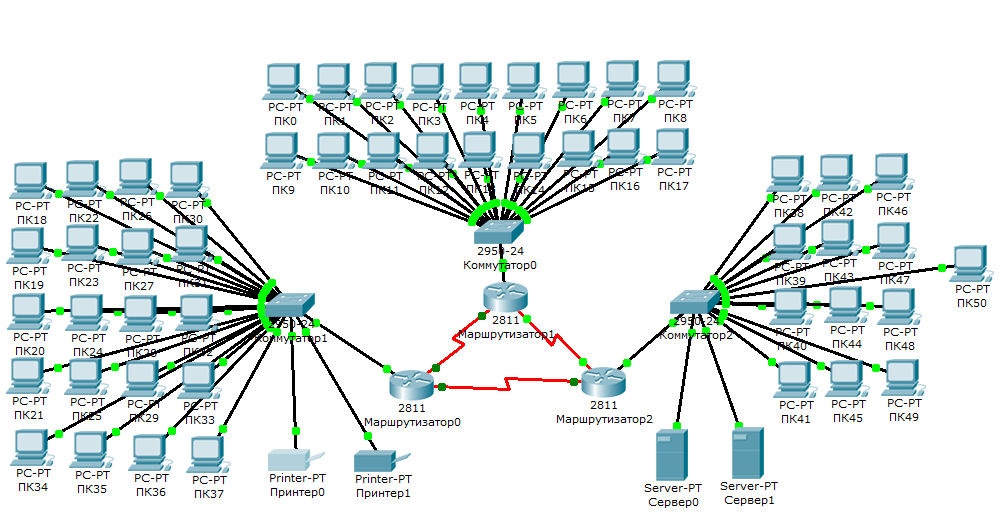 PC-PT
ПК0
PC-PT
ПК1
PC-PT
ПК2
PC-PT
ПК3
PC-PT
ПК4
PC-PT
ПК5
PC-PT
ПК6
PC-PT
ПК7
PC-PT
ПК8
PC-PT
ПК9
PC-PT
ПК10
PC-PT
ПК11
PC-PT
PC-PT
PC-PT
ПК14
PC-PT
ПК15
PC-PT
ПК16
PC-PT
ПК17
2950-24
Коммутатор0
2811
Маршрутизатор1
PC-PT
ПК18
PC-PT
ПК22
PC-PT
ПК26
PC-PT
ПК30
PC-PT
ПК19
PC-PT
ПК23
PC-PT
ПК27
PC-PT
PC-PT
ПК20
PC-PT
ПК24
PC-PT
PC-PT
PC-PT
ПК21
PC-PT
ПК25
PC-PT
ПК29
PC-PT
ПК33
PC-PT
ПК34
PC-PT
ПК35
PC-PT
ПК36
PC-PT
ПК37
2950-24
Коммутатор1
2811
Маршрутизатор0
Printer-PT
Принтер0
Printer-PT
Принтер1
2811
Маршрутизатор2
2950-24
Коммутатор2
PC-PT
ПК38
PC-PT
ПК42
PC-PT
ПК46
PC-PT
ПК39
PC-PT
ПК43
PC-PT
ПК47
PC-PT
ПК50
PC-PT
ПК40
PC-PT
ПК44
PC-PT
ПК48
PC-PT
ПК41
PC-PT
ПК45
PC-PT
ПК49
Server-PT
Сервер0
Server-PT
Сервер1